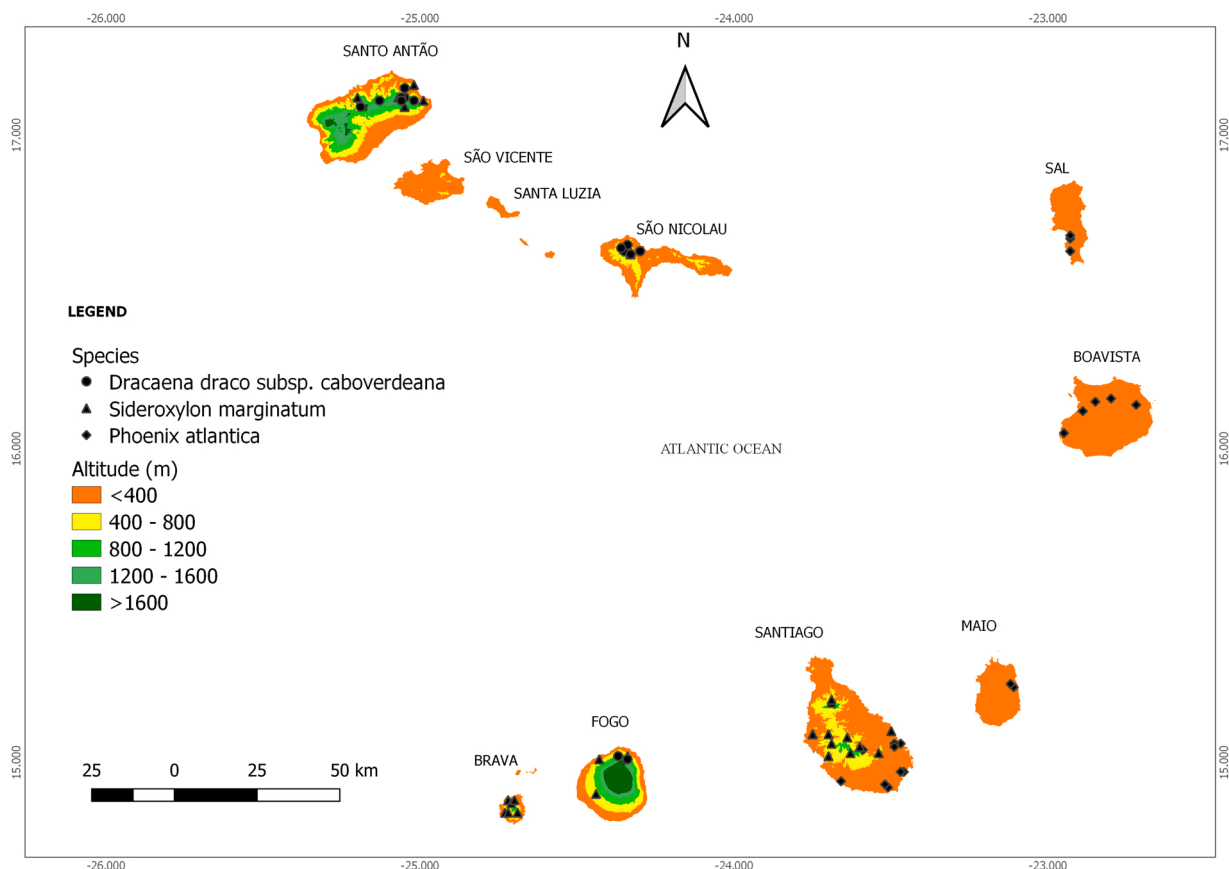 -26.000 -25.000 -24.000 -23.000
N
SANTO ANTÃO
17.000 17.000
SÃO VICENTE
SAL
SANTA LUZIA
SÃO NICOLAU
LEGEND
Species
Dracaena draco subsp. caboverdeana
Sideroxylon marginatum
Phoenix atlantica
Altitude (m)
<400
400 - 800
800 - 1200
1200 - 1600
>1600
BOAVISTA
ATLANTIC OCEAN
16.000 16.000
SANTIAGO
MAIO
FOGO
BRAVA
15.000 15.000
25 0 25 50 km
-26.000 -25.000 -24.000 -23.000